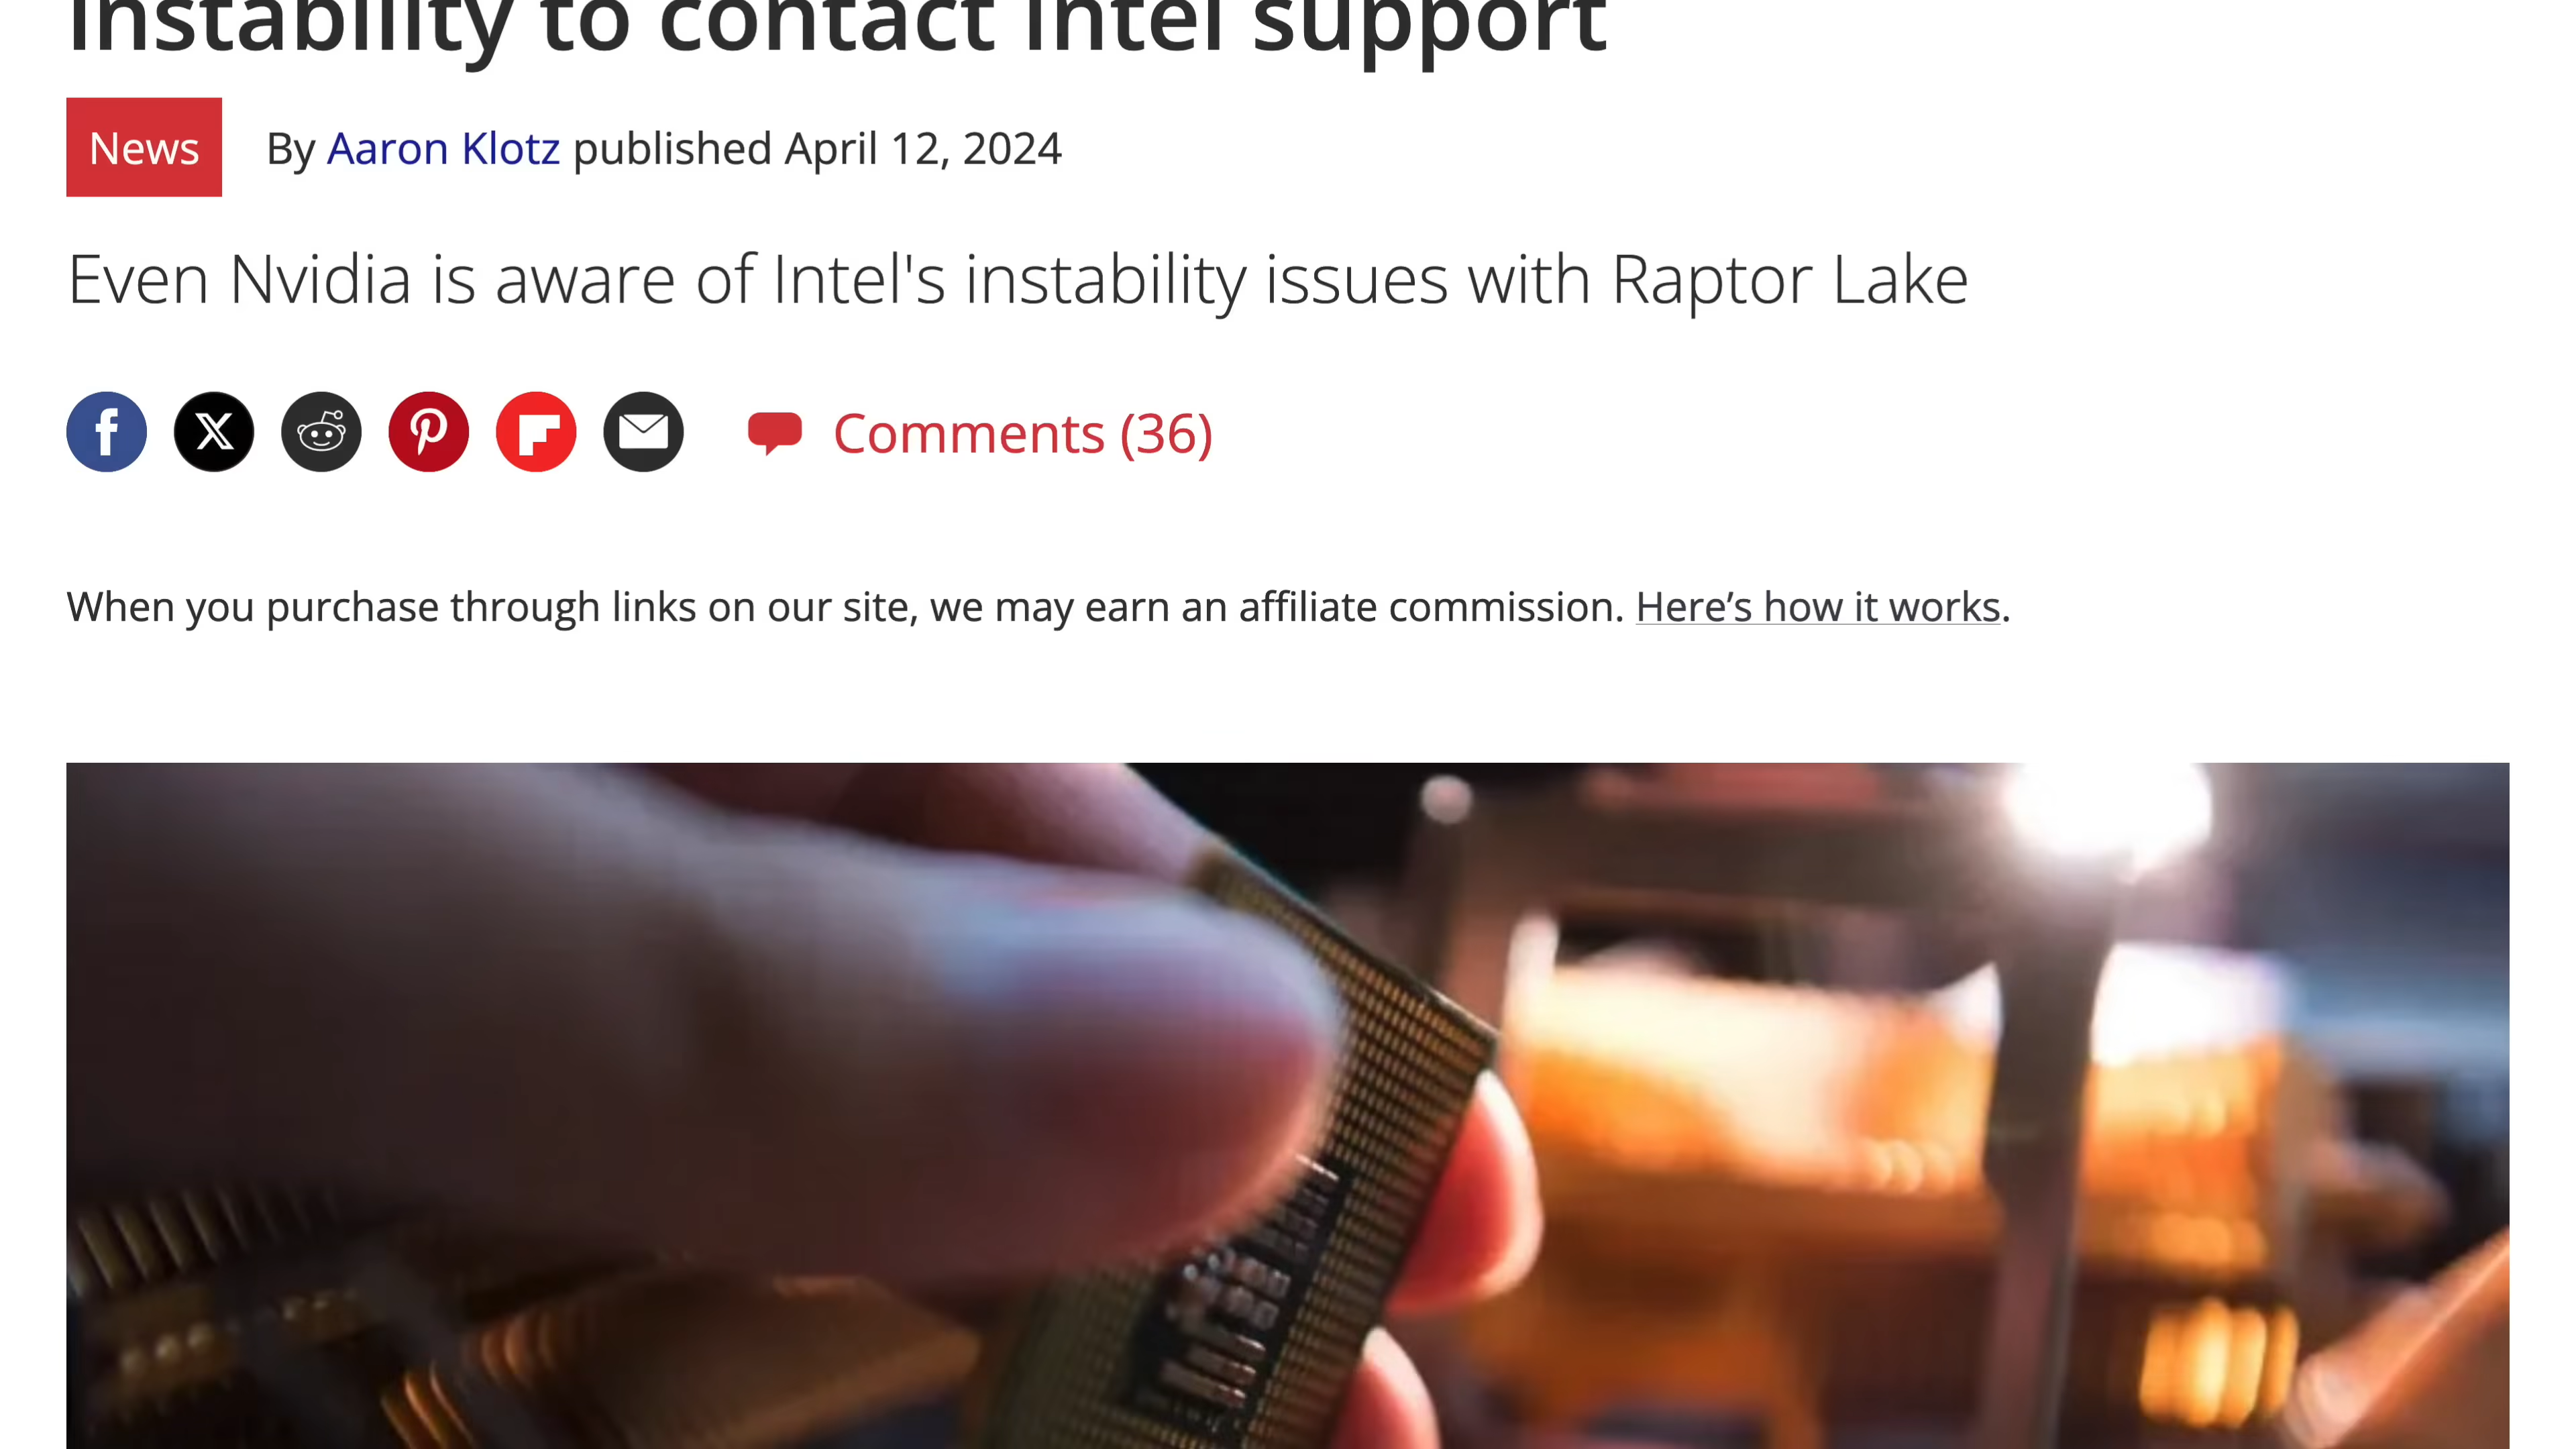 instability to contact Intel support
News
By Aaron Klotz published April 12, 2024
Even Nvidia is aware of Intel's instability issues with Raptor Lake
Comments (36)
When you purchase through links on our site, we may earn an affiliate commission. Here’s how it works.